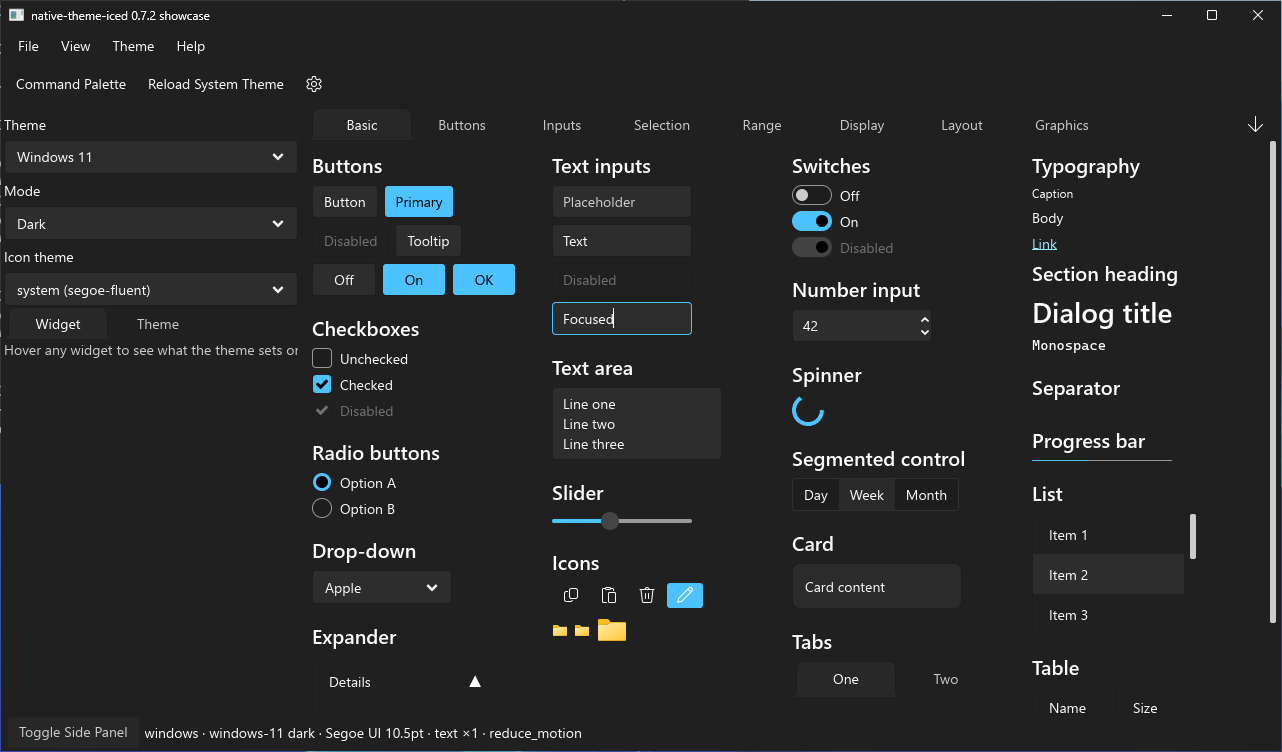 native-theme-iced 0.7.2 showcase
File View Theme Help
Command Palette Reload System Theme
Theme
Windows 11
Mode
Dark
Icon theme
system (segoe-fluent)
Widget Theme
Hover any widget to see what the theme sets or
Basic Buttons Inputs Selection Range Display Layout Graphics
Buttons
Button Primary
Disabled Tooltip
Off On OK
Checkboxes
Unchecked
Checked
Disabled
Radio buttons
Option A
Option B
Drop-down
Apple
Expander
Details
Text inputs
Placeholder
Text
Disabled
Focused
Text area
Line one
Line two
Line three
Slider
Icons
Switches
Off
On
Disabled
Number input
42
Spinner
Segmented control
Day Week Month
Card
Card content
Tabs
One Two
Typography
Caption
Body
Link
Section heading
Dialog title
Monospace
Separator
Progress bar
List
Item 1
Item 2
Item 3
Table
Name Size
Toggle Side Panel windows · windows-11 dark · Segoe UI 10.5pt · text ×1 · reduce_motion